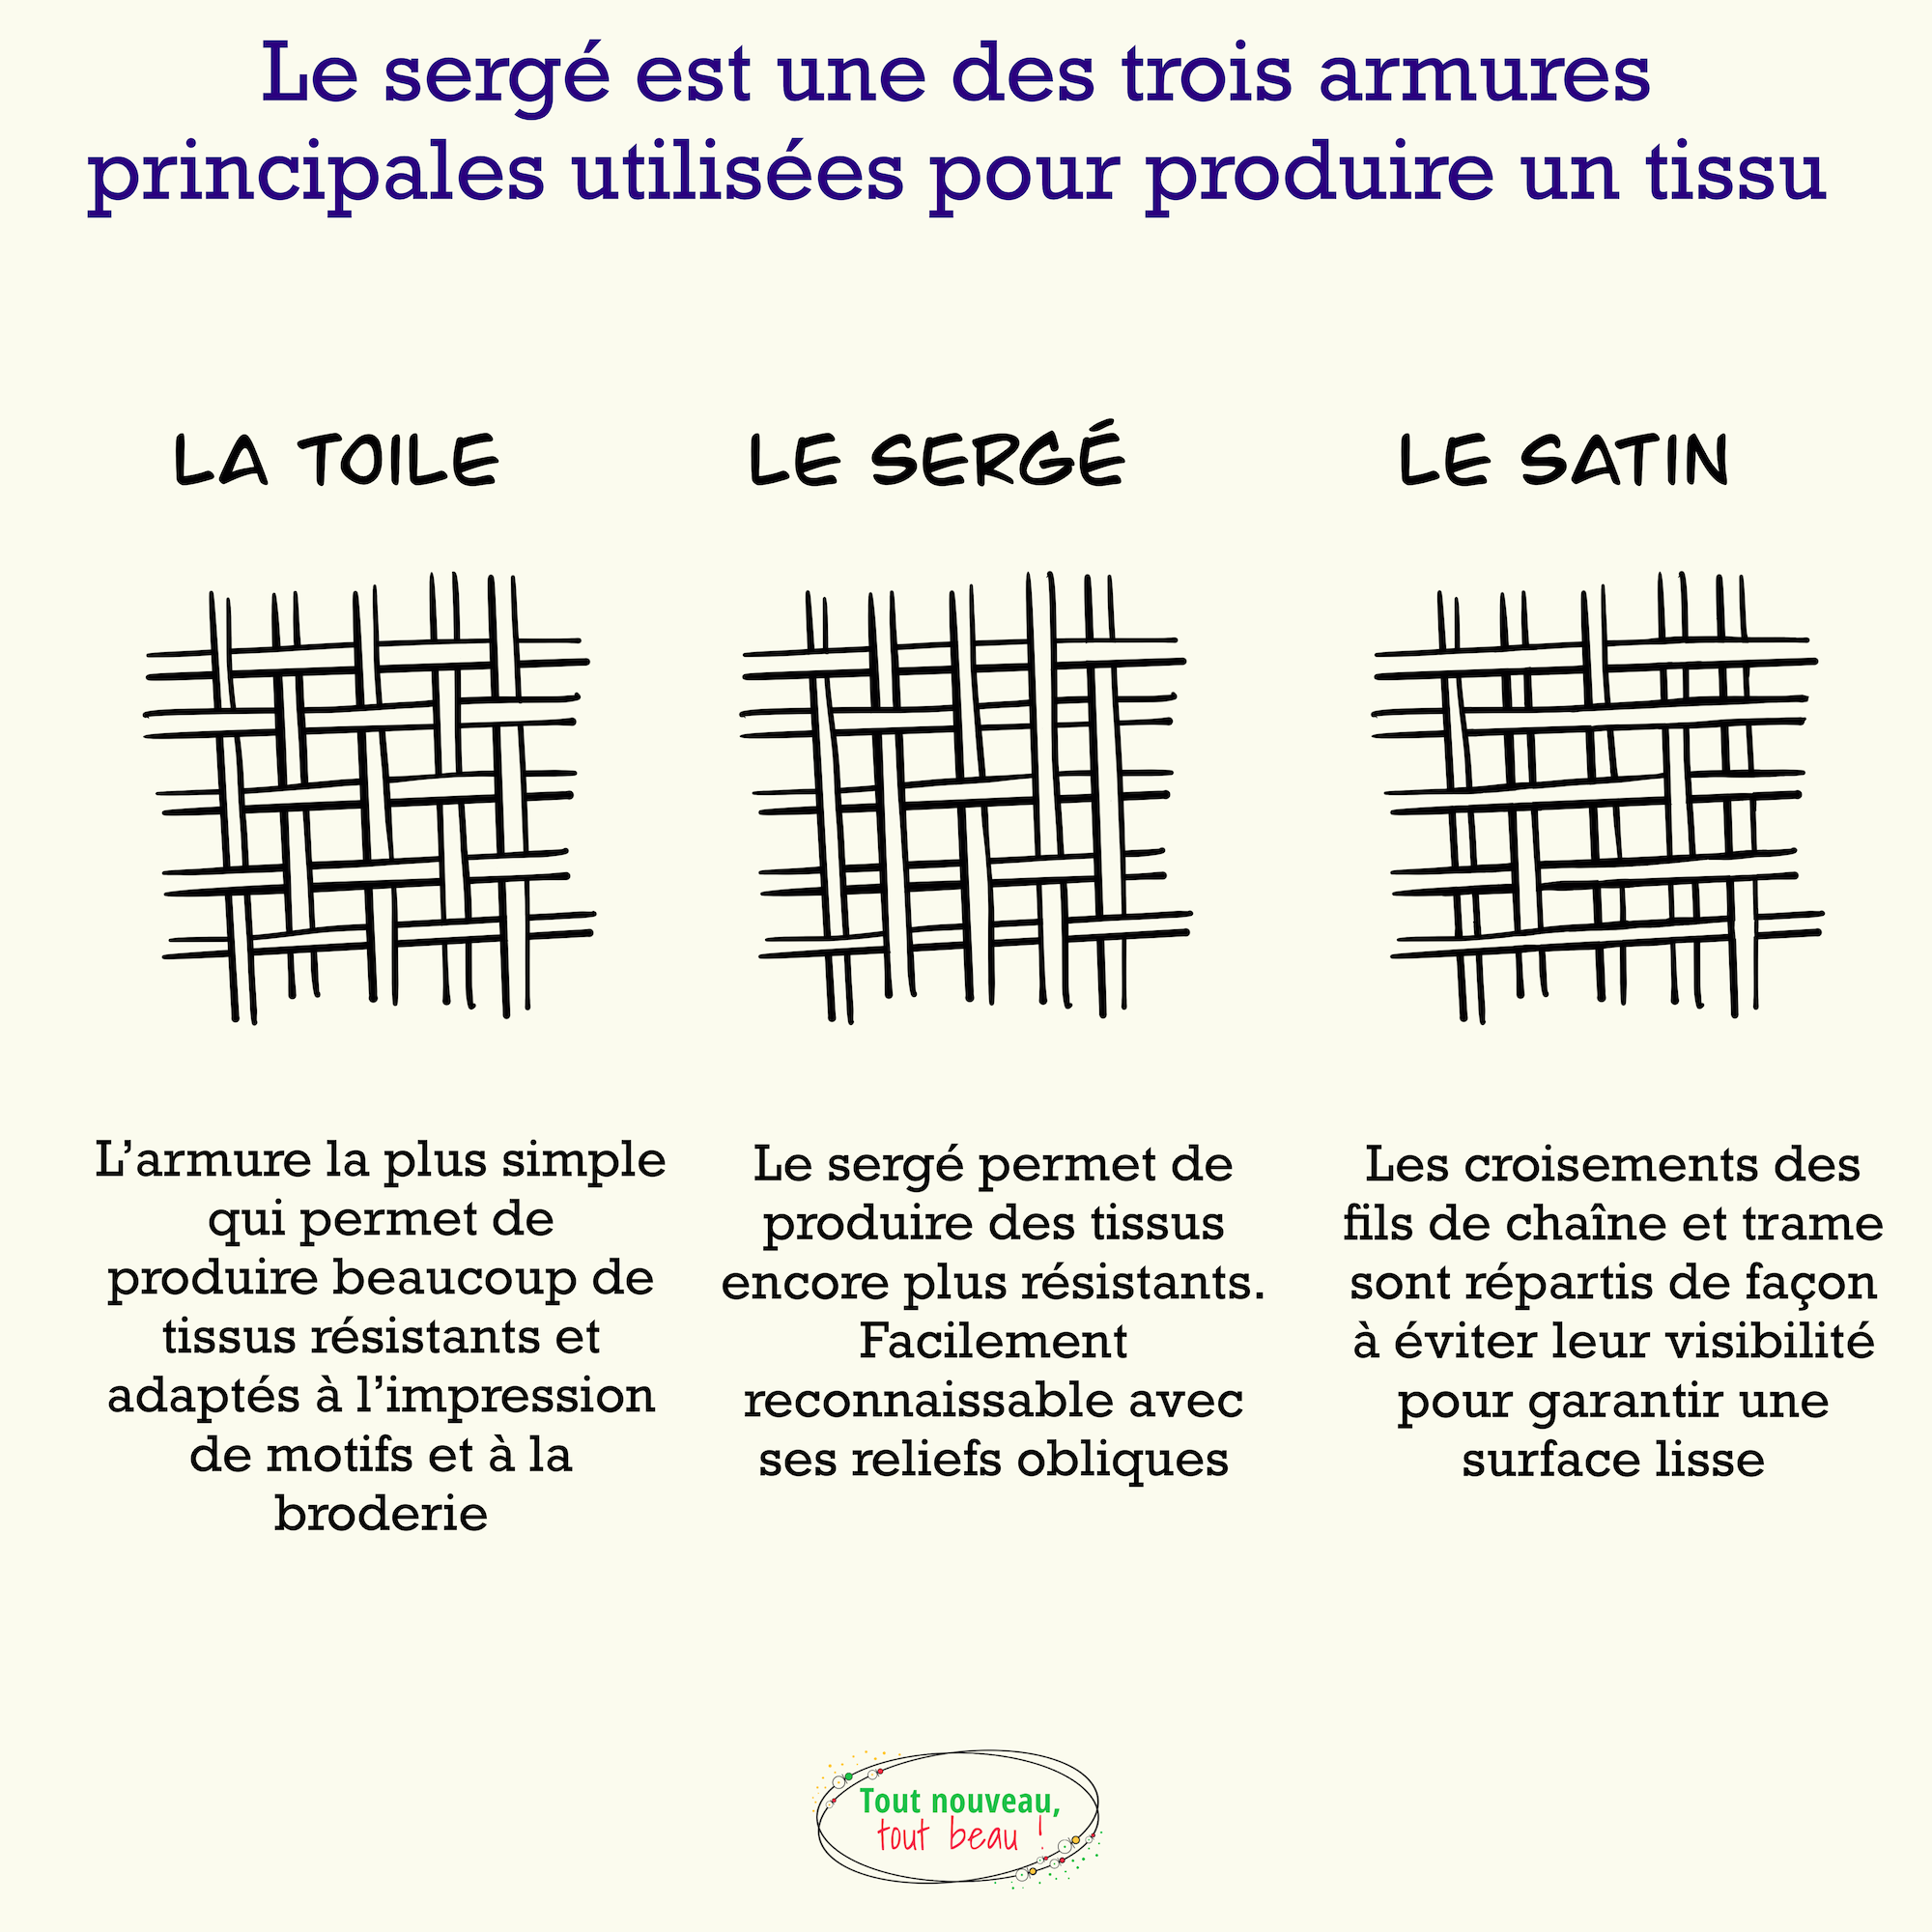 Le sergé est une des trois armures
principales utilisées pour produire un tissu
LA TOILE
LE SERGÉ
LE SATIN
L’armure la plus simple
qui permet de
produire beaucoup de
tissus résistants et
adaptés à l’impression
de motifs et à la
broderie
Le sergé permet de
produire des tissus
encore plus résistants.
Facilement
reconnaissable avec
ses reliefs obliques
Les croisements des
fils de chaîne et trame
sont répartis de façon
à éviter leur visibilité
pour garantir une
surface lisse
Tout nouveau,
tout beau !